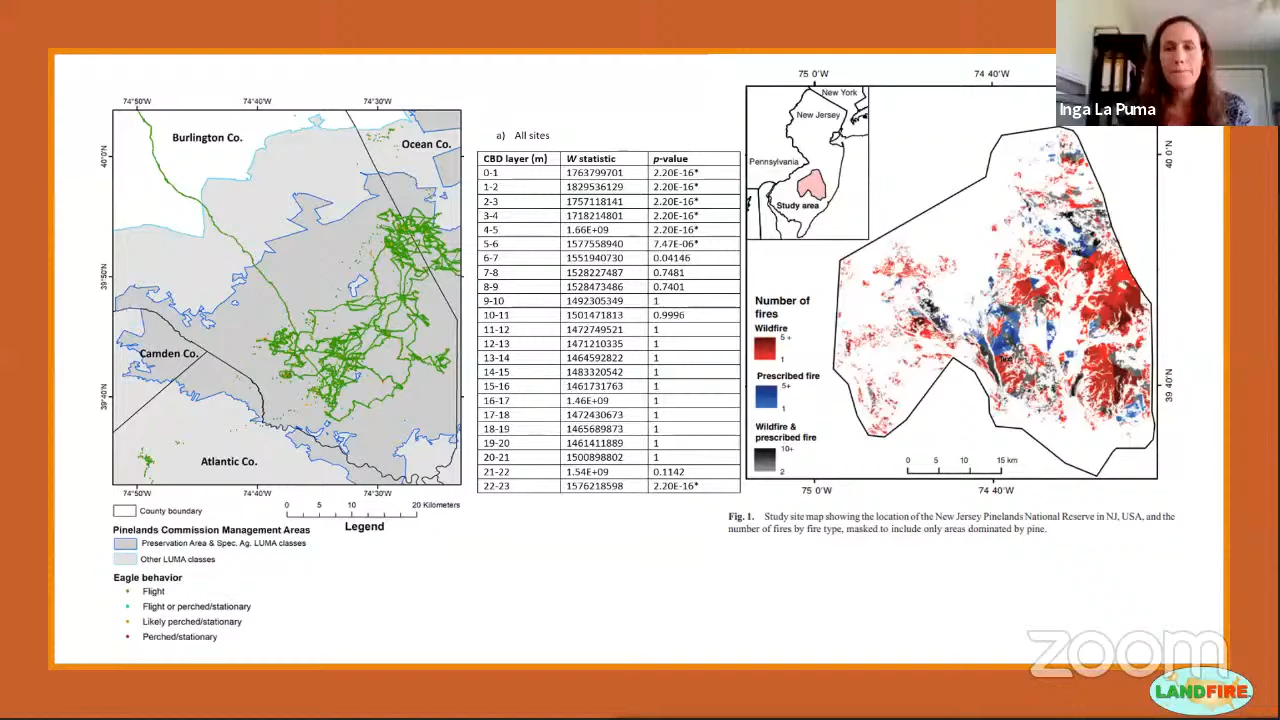 Inga La Puma
74°50'W
74°40'W
74°30'W
40°0'N
39°50'N
39°40'N
Burlington Co.
Ocean Co.
Camden Co.
Atlantic Co.
74°50'W
74°40'W
74°30'W
0 5 10 20 Kilometers
Legend
County boundary
Pinelands Commission Management Areas
Preservation Area & Spec. Ag. LUMA classes
Other LUMA classes
Eagle behavior
Flight
Flight or perched/stationary
Likely perched/stationary
Perched/stationary
a) All sites
CBD layer (m) W statistic p-value
0-1 1763799701 2.20E-16*
1-2 1829536129 2.20E-16*
2-3 1757118141 2.20E-16*
3-4 1718214801 2.20E-16*
4-5 1.66E+09 2.20E-16*
5-6 1577558940 7.47E-06*
6-7 1551940730 0.04146
7-8 1528227487 0.7481
8-9 1528473486 0.7401
9-10 1492305349 1
10-11 1501471813 0.9996
11-12 1472749521 1
12-13 1471210335 1
13-14 1464592822 1
14-15 1483320542 1
15-16 1461731763 1
16-17 1.46E+09 1
17-18 1472430673 1
18-19 1465689873 1
19-20 1461411889 1
20-21 1500898802 1
21-22 1.54E+09 0.1142
22-23 1576218598 2.20E-16*
75 0'W
74 40'W
New York
New Jersey
Pennsylvania
Study area
40 0'N
39 40'N
Number of
fires
Wildfire
5 +
1
Prescribed fire
5+
1
Wildfire &
prescribed fire
10+
2
0 5 10 15 km
75 0'W
74 40'W
Fig. 1. Study site map showing the location of the New Jersey Pinelands National Reserve in NJ, USA, and the
number of fires by fire type, masked to include only areas dominated by pine.
zoom
LANDFIRE